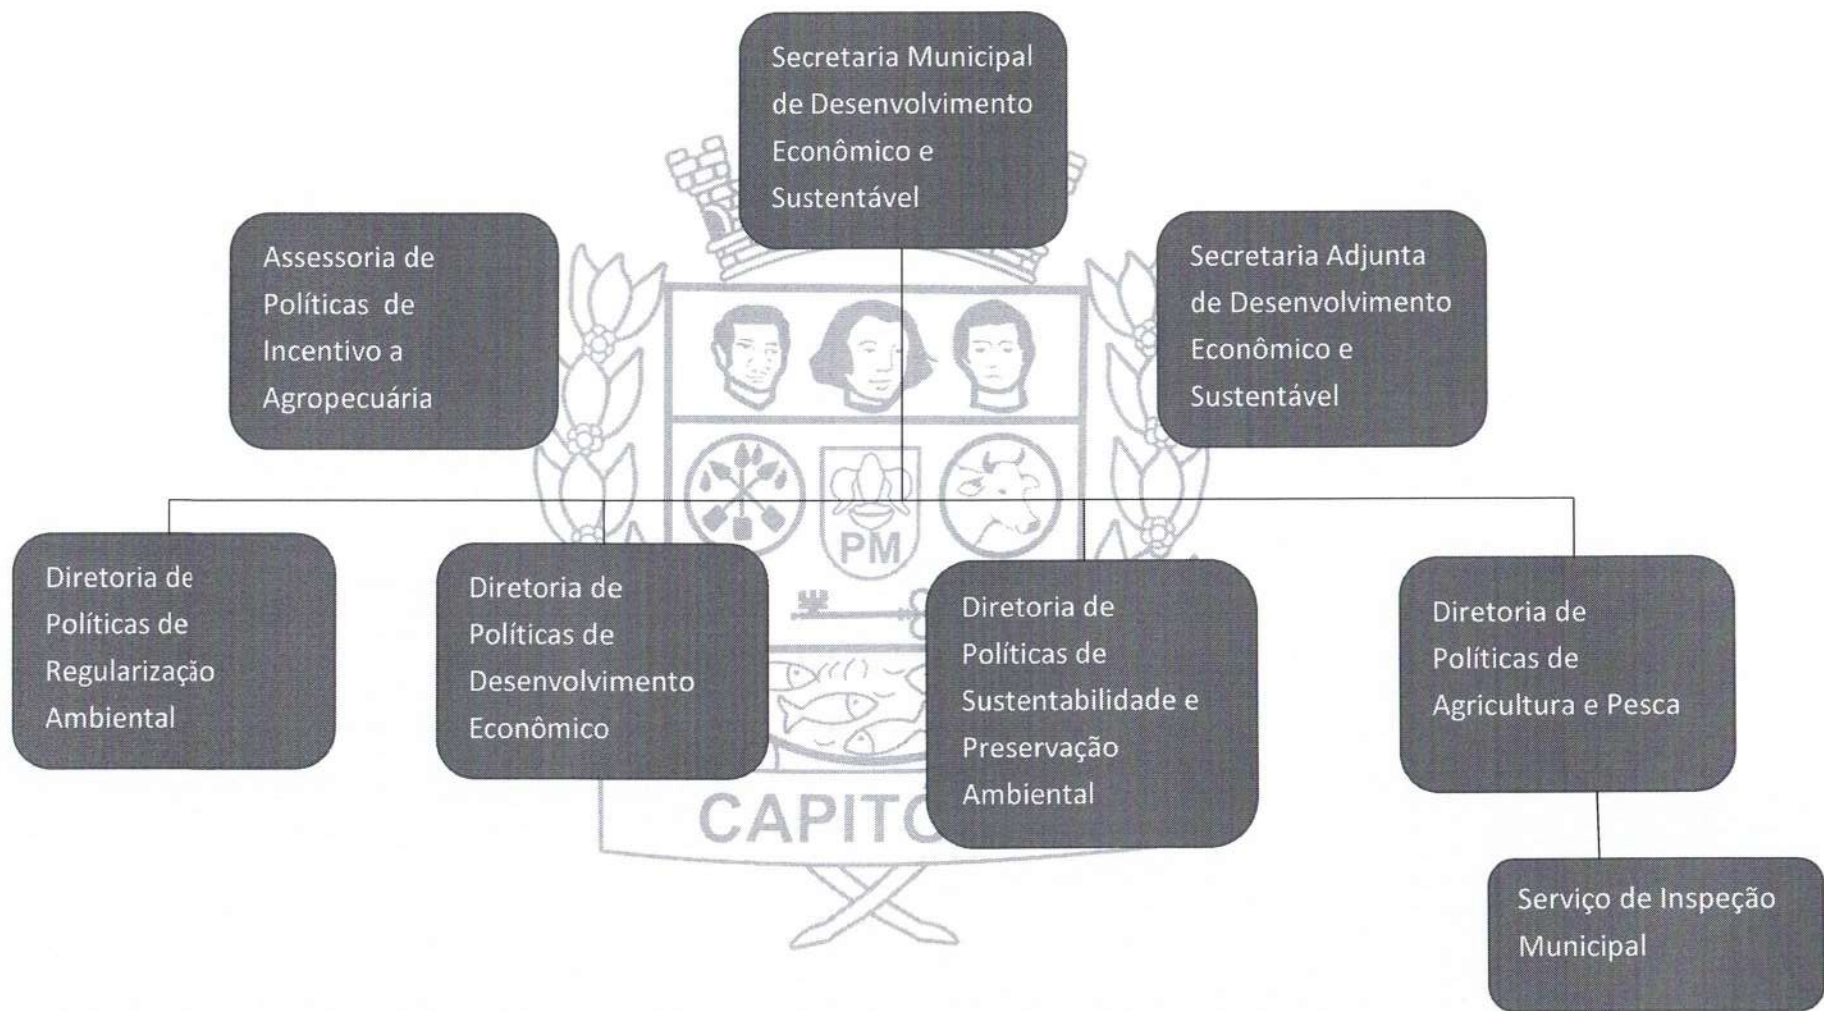 Secretaria Municipal
de Desenvolvimento
Econômico e
Sustentável
Assessoria de
Políticas de
Incentivo a
Agropecuária
Secretaria Adjunta
de Desenvolvimento
Econômico e
Sustentável
Diretoria de
Políticas de
Regularização
Ambiental
Diretoria de
Políticas de
Desenvolvimento
Econômico
Diretoria de
Políticas de
Sustentabilidade e
Preservação
Ambiental
Diretoria de
Políticas de
Agricultura e Pesca
Serviço de Inspeção
Municipal
PM